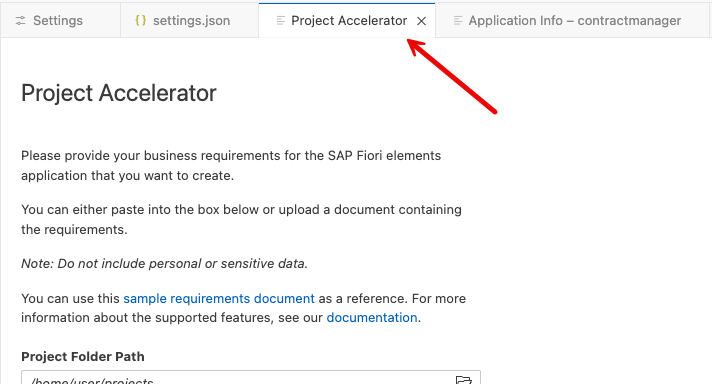 Settings
{} settings.json
Project Accelerator
Application Info – contractmanager
Project Accelerator
Please provide your business requirements for the SAP Fiori elements
application that you want to create.
You can either paste into the box below or upload a document containing
the requirements.
Note: Do not include personal or sensitive data.
You can use this sample requirements document as a reference. For more
information about the supported features, see our documentation.
Project Folder Path
/home/user/projects